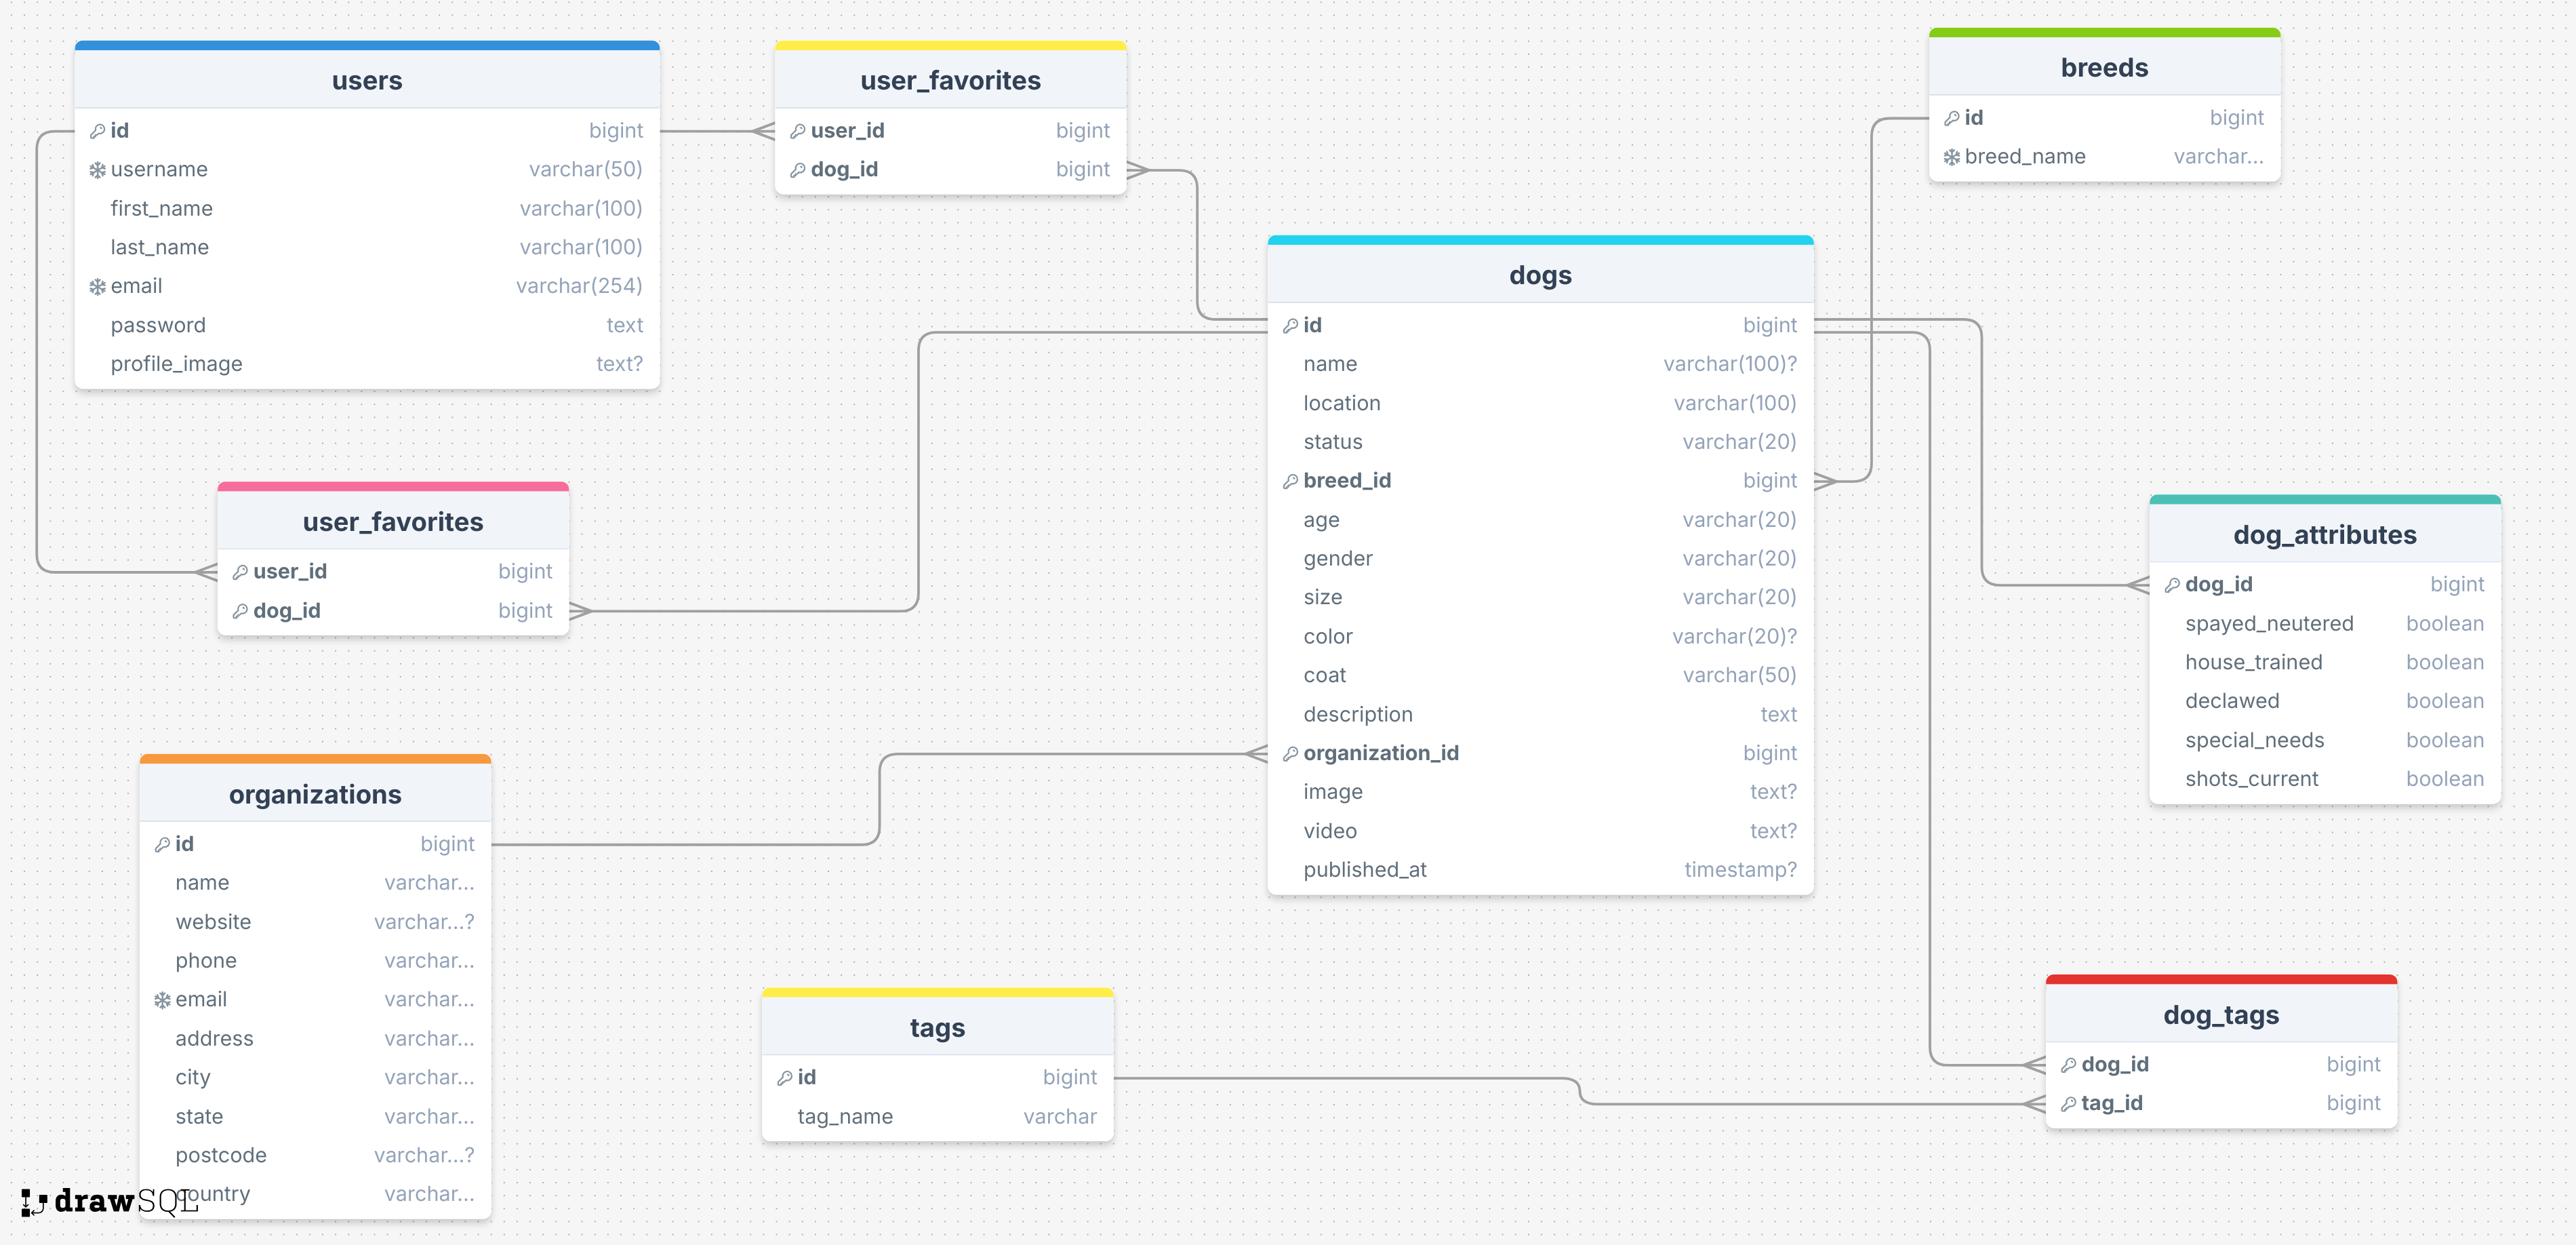 users
id bigint
username varchar(50)
first_name varchar(100)
last_name varchar(100)
email varchar(254)
password text
profile_image text?
user_favorites
user_id bigint
dog_id bigint
breeds
id bigint
breed_name varchar...
dogs
id bigint
name varchar(100)?
location varchar(100)
status varchar(20)
breed_id bigint
age varchar(20)
gender varchar(20)
size varchar(20)
color varchar(20)?
coat varchar(50)
description text
organization_id bigint
image text?
video text?
published_at timestamp?
user_favorites
user_id bigint
dog_id bigint
dog_attributes
dog_id bigint
spayed_neutered boolean
house_trained boolean
declawed boolean
special_needs boolean
shots_current boolean
organizations
id bigint
name varchar...
website varchar...?
phone varchar...
email varchar...
address varchar...
city varchar...
state varchar...
postcode varchar...?
country varchar...
tags
id bigint
tag_name varchar
dog_tags
dog_id bigint
tag_id bigint
drawSQL